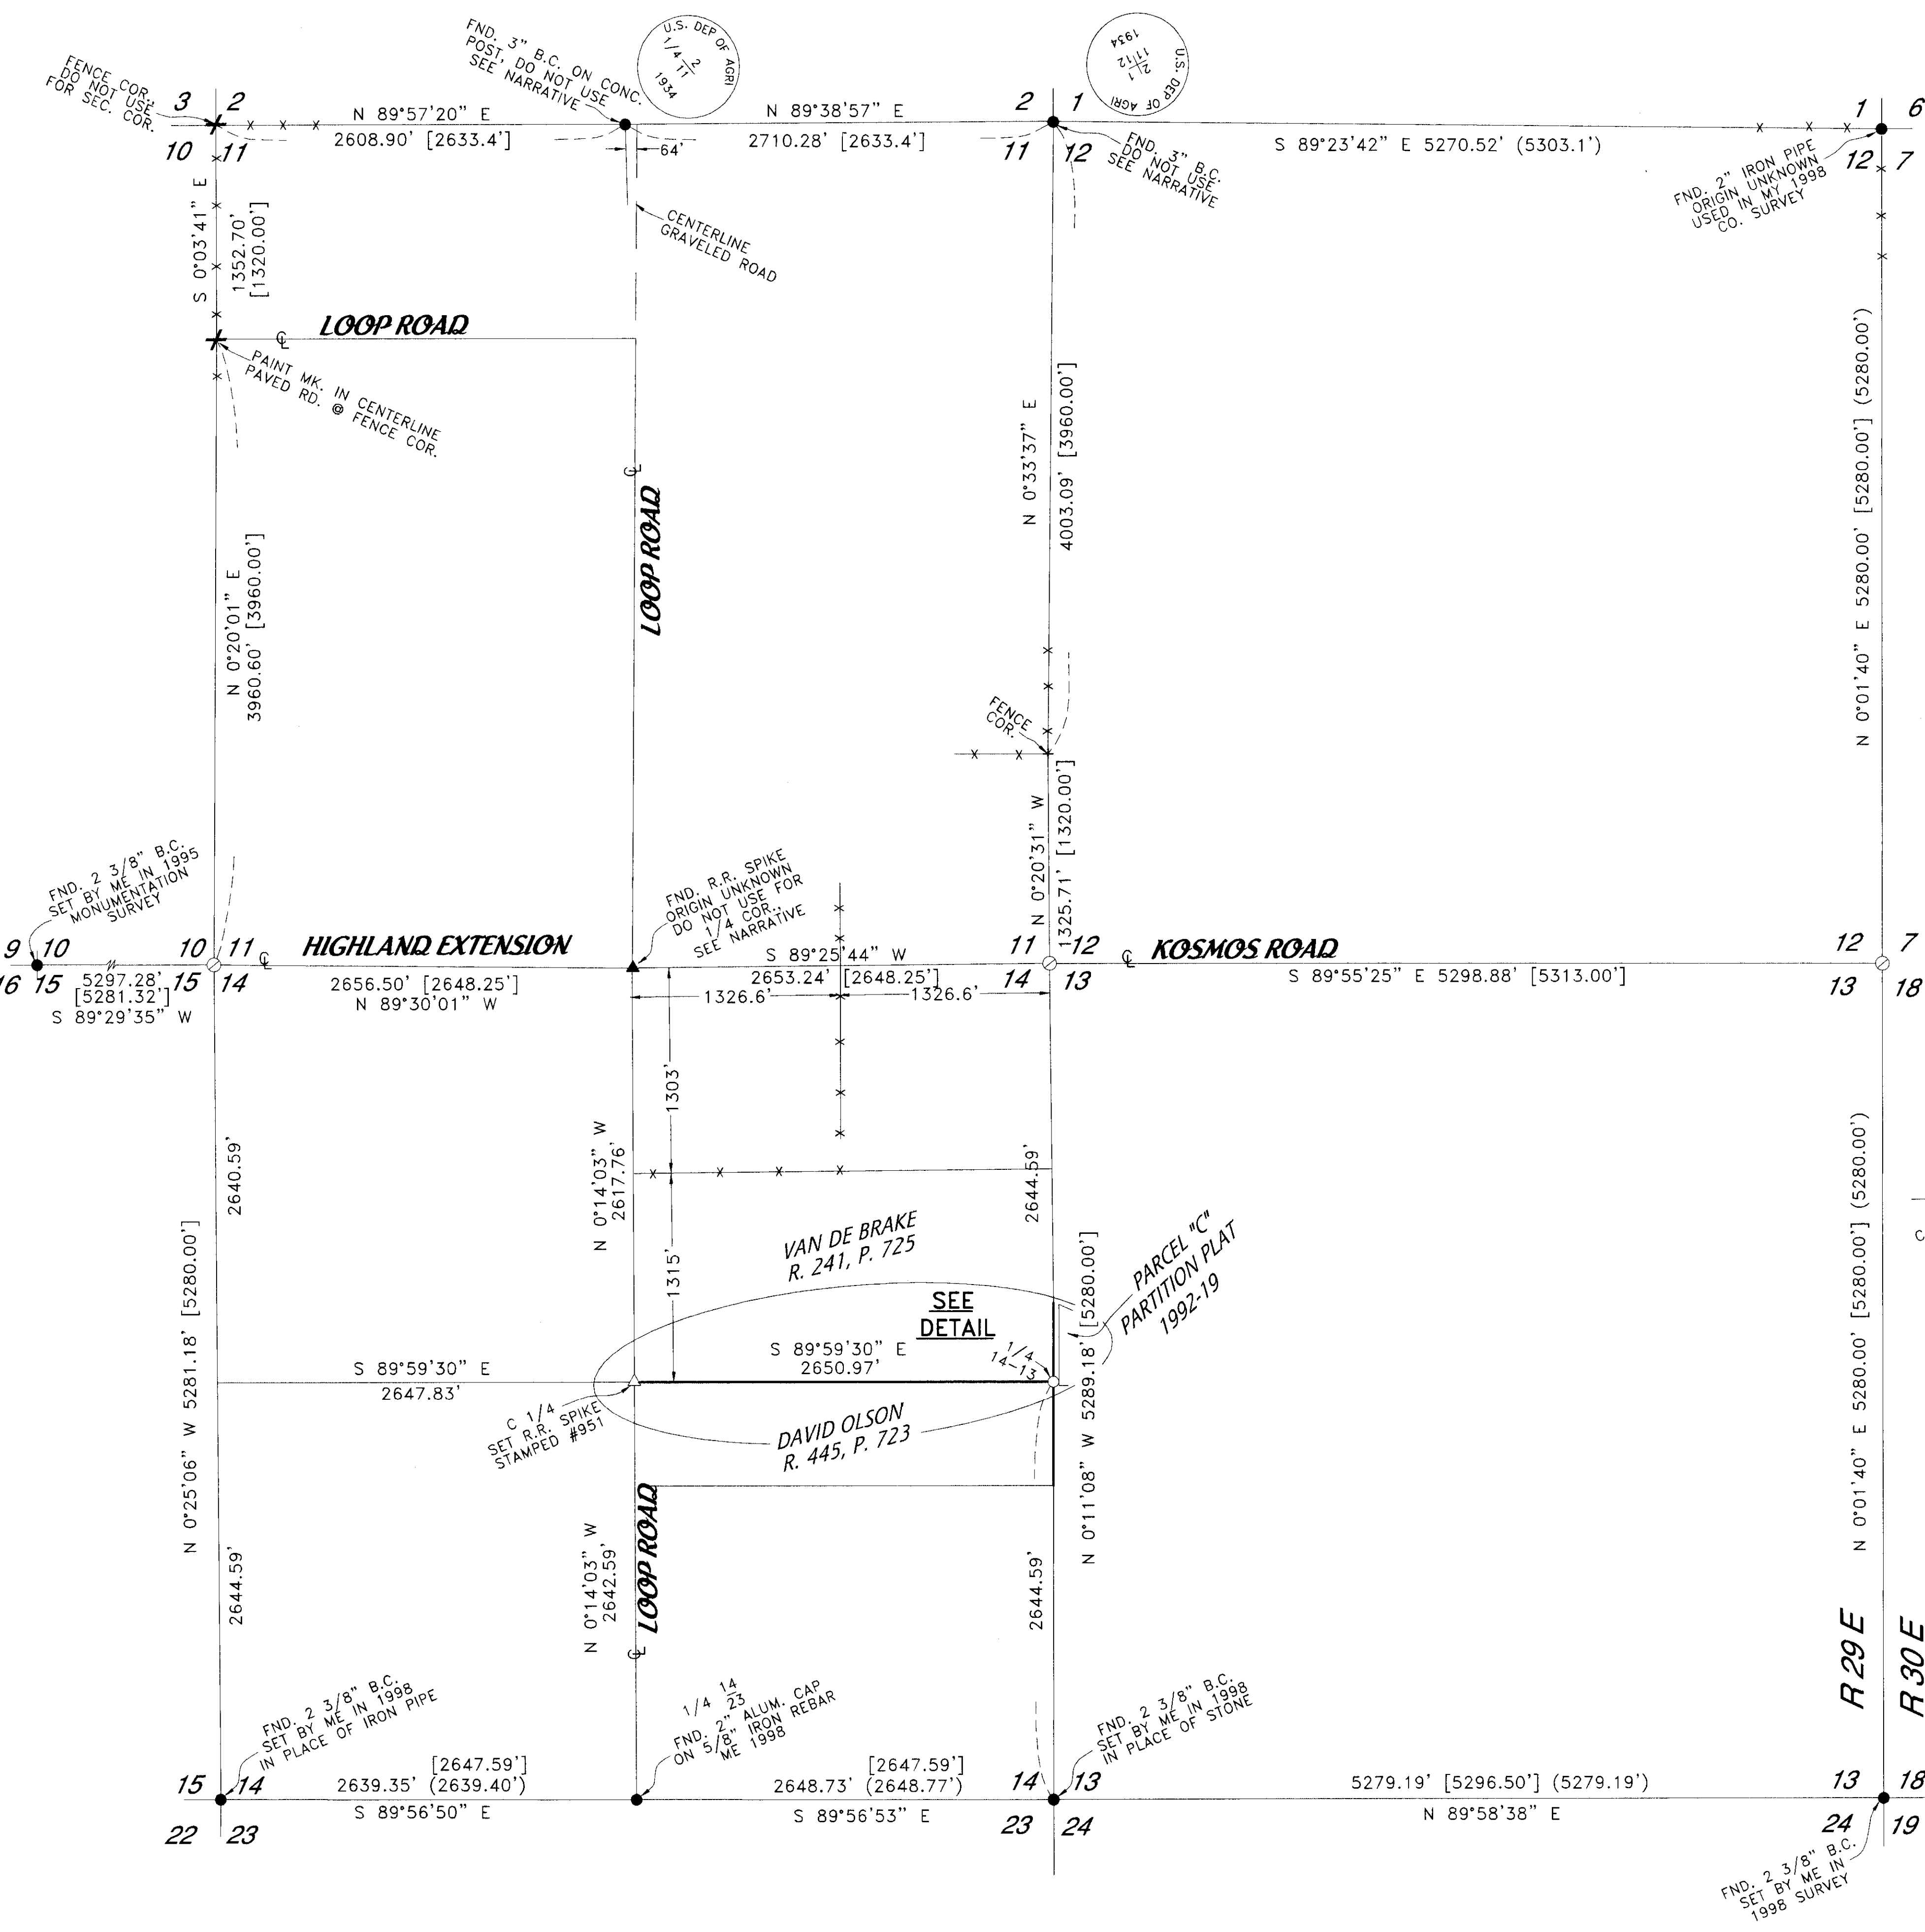 FENCE COR.,
DO NOT USE
FOR SEC. COR.
3 2
10 11
N 89°57'20" E
2608.90' [2633.4']
FND. 3" B.C. ON CONC.
POST, DO NOT USE
SEE NARRATIVE
U.S. DEP OF AGRI
1/4 2
11
1934
64'
N 89°38'57" E
2710.28' [2633.4']
2 1
11 12
U.S. DEP OF AGRI
2 1
11 12
1934
FND. 3" B.C.
DO NOT USE
SEE NARRATIVE
S 89°23'42" E 5270.52' (5303.1')
1 6
12 7
FND. 2" IRON PIPE
ORIGIN UNKNOWN
USED IN MY 1998
CO. SURVEY
CENTERLINE
GRAVELED ROAD
S 0°03'41" E
1352.70'
[1320.00']
LOOP ROAD
PAINT MK. IN CENTERLINE
PAVED RD. @ FENCE COR.
N 0°20'01" E
3960.60' [3960.00']
LOOP ROAD
N 0°33'37" E
4003.09' [3960.00']
N 0°01'40" E 5280.00' [5280.00'] (5280.00')
FENCE
COR.
N 0°20'31" W
1325.71' [1320.00']
FND. 2 3/8" B.C.
SET BY ME IN 1995
MONUMENTATION
SURVEY
FND. R.R. SPIKE
ORIGIN UNKNOWN
DO NOT USE FOR
1/4 COR.,
SEE NARRATIVE
9 10
16 15
5297.28'
[5281.32']
S 89°29'35" W
10 11
15 14
HIGHLAND EXTENSION
2656.50' [2648.25']
N 89°30'01" W
S 89°25'44" W
2653.24' [2648.25']
1326.6' 1326.6'
11 12
14 13
KOSMOS ROAD
S 89°55'25" E 5298.88' [5313.00']
12 7
13 18
1303'
1315'
N 0°14'03" W
2617.76'
2640.59'
2644.59'
N 0°25'06" W 5281.18' [5280.00']
VAN DE BRAKE
R. 241, P. 725
PARCEL "C"
PARTITION PLAT
1992-19
SEE
DETAIL
S 89°59'30" E
2647.83'
S 89°59'30" E
2650.97'
1/4
14-13
C 1/4
SET R.R. SPIKE
STAMPED #951
DAVID OLSON
R. 445, P. 723
N 0°11'08" W 5289.18' [5280.00']
N 0°01'40" E 5280.00' [5280.00'] (5280.00')
C
2644.59'
N 0°14'03" W
2642.59'
LOOP ROAD
2644.59'
R 29 E
R 30 E
FND. 2 3/8" B.C.
SET BY ME IN 1998
IN PLACE OF IRON PIPE
1/4 14
23
FND. 2" ALUM. CAP
ON 5/8" IRON REBAR
ME 1998
FND. 2 3/8" B.C.
SET BY ME IN 1998
IN PLACE OF STONE
15 14
22 23
[2647.59']
2639.35' (2639.40')
S 89°56'50" E
[2647.59']
2648.73' (2648.77')
S 89°56'53" E
14 13
23 24
5279.19' [5296.50'] (5279.19')
N 89°58'38" E
13 18
24 19
FND. 2 3/8" B.C.
SET BY ME IN
1998 SURVEY